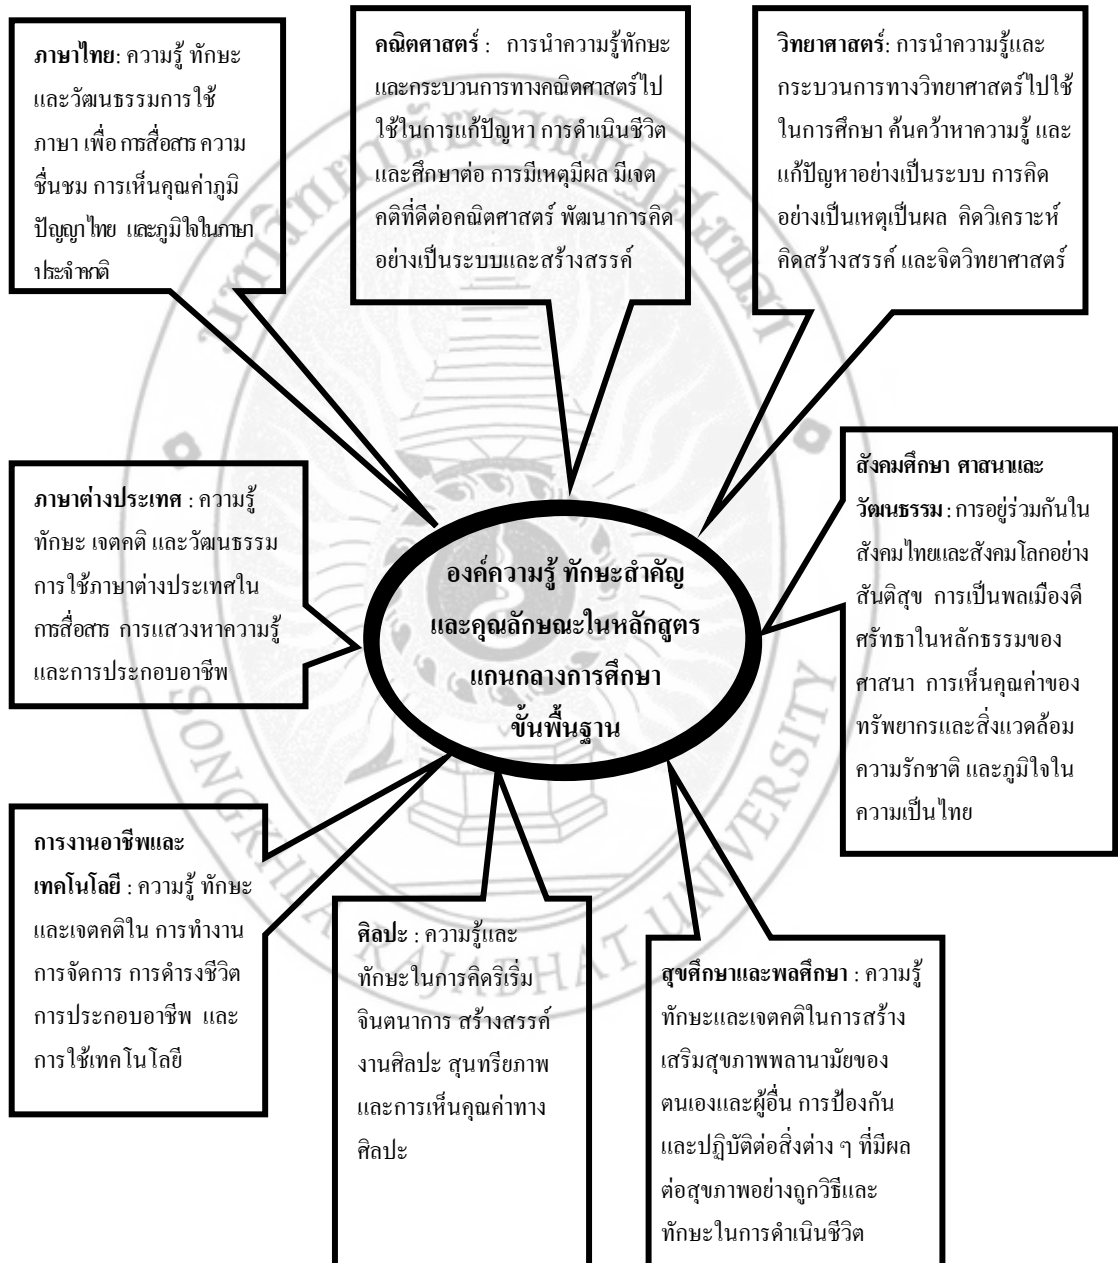 ภาษาไทย: ความรู้ ทักษะ
และวัฒนธรรมการใช้
ภาษา เพื่อ การสื่อสาร ความ
ชื่นชม การเห็นคุณค่าภูมิ
ปัญญาไทย และภูมิใจในภาษา
ประจำชาติ
คณิตศาสตร์ : การนำความรู้ทักษะ
และกระบวนการทางคณิตศาสตร์ไป
ใช้ในการแก้ปัญหา การดำเนินชีวิต
และศึกษาต่อ การมีเหตุมีผล มีเจต
คติที่ดีต่อคณิตศาสตร์ พัฒนาการคิด
อย่างเป็นระบบและสร้างสรรค์
วิทยาศาสตร์: การนำความรู้และ
กระบวนการทางวิทยาศาสตร์ไปใช้
ในการศึกษา ค้นคว้าหาความรู้ และ
แก้ปัญหาอย่างเป็นระบบ การคิด
อย่างเป็นเหตุเป็นผล คิดวิเคราะห์
คิดสร้างสรรค์ และจิตวิทยาศาสตร์
ภาษาต่างประเทศ : ความรู้
ทักษะ เจตคติ และวัฒนธรรม
การใช้ภาษาต่างประเทศใน
การสื่อสาร การแสวงหาความรู้
และการประกอบอาชีพ
องค์ความรู้ ทักษะสำคัญ
และคุณลักษณะในหลักสูตร
แกนกลางการศึกษา
ขั้นพื้นฐาน
สังคมศึกษา ศาสนาและ
วัฒนธรรม : การอยู่ร่วมกันใน
สังคมไทยและสังคมโลกอย่าง
สันติสุข การเป็นพลเมืองดี
ศรัทธาในหลักธรรมของ
ศาสนา การเห็นคุณค่าของ
ทรัพยากรและสิ่งแวดล้อม
ความรักชาติ และภูมิใจใน
ความเป็นไทย
การงานอาชีพและ
เทคโนโลยี : ความรู้ ทักษะ
และเจตคติใน การทำงาน
การจัดการ การดำรงชีวิต
การประกอบอาชีพ และ
การใช้เทคโนโลยี
ศิลปะ : ความรู้และ
ทักษะในการคิดริเริ่ม
จินตนาการ สร้างสรรค์
งานศิลปะ สุนทรียภาพ
และการเห็นคุณค่าทาง
ศิลปะ
สุขศึกษาและพลศึกษา : ความรู้
ทักษะและเจตคติในการสร้าง
เสริมสุขภาพพลานามัยของ
ตนเองและผู้อื่น การป้องกัน
และปฏิบัติต่อสิ่งต่าง ๆ ที่มีผล
ต่อสุขภาพอย่างถูกวิธีและ
ทักษะในการดำเนินชีวิต
มหาวิทยาลัยราชภัฏสงขลา
SONGKHLA RAJABHAT UNIVERSITY